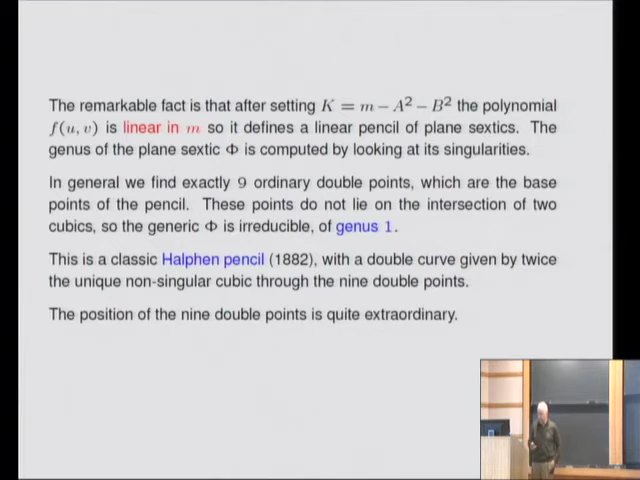 The remarkable fact is that after setting K = m − A² − B² the polynomial
f(u, v) is linear in m so it defines a linear pencil of plane sextics. The
genus of the plane sextic Φ is computed by looking at its singularities.
In general we find exactly 9 ordinary double points, which are the base
points of the pencil. These points do not lie on the intersection of two
cubics, so the generic Φ is irreducible, of genus 1.
This is a classic Halphen pencil (1882), with a double curve given by twice
the unique non-singular cubic through the nine double points.
The position of the nine double points is quite extraordinary.